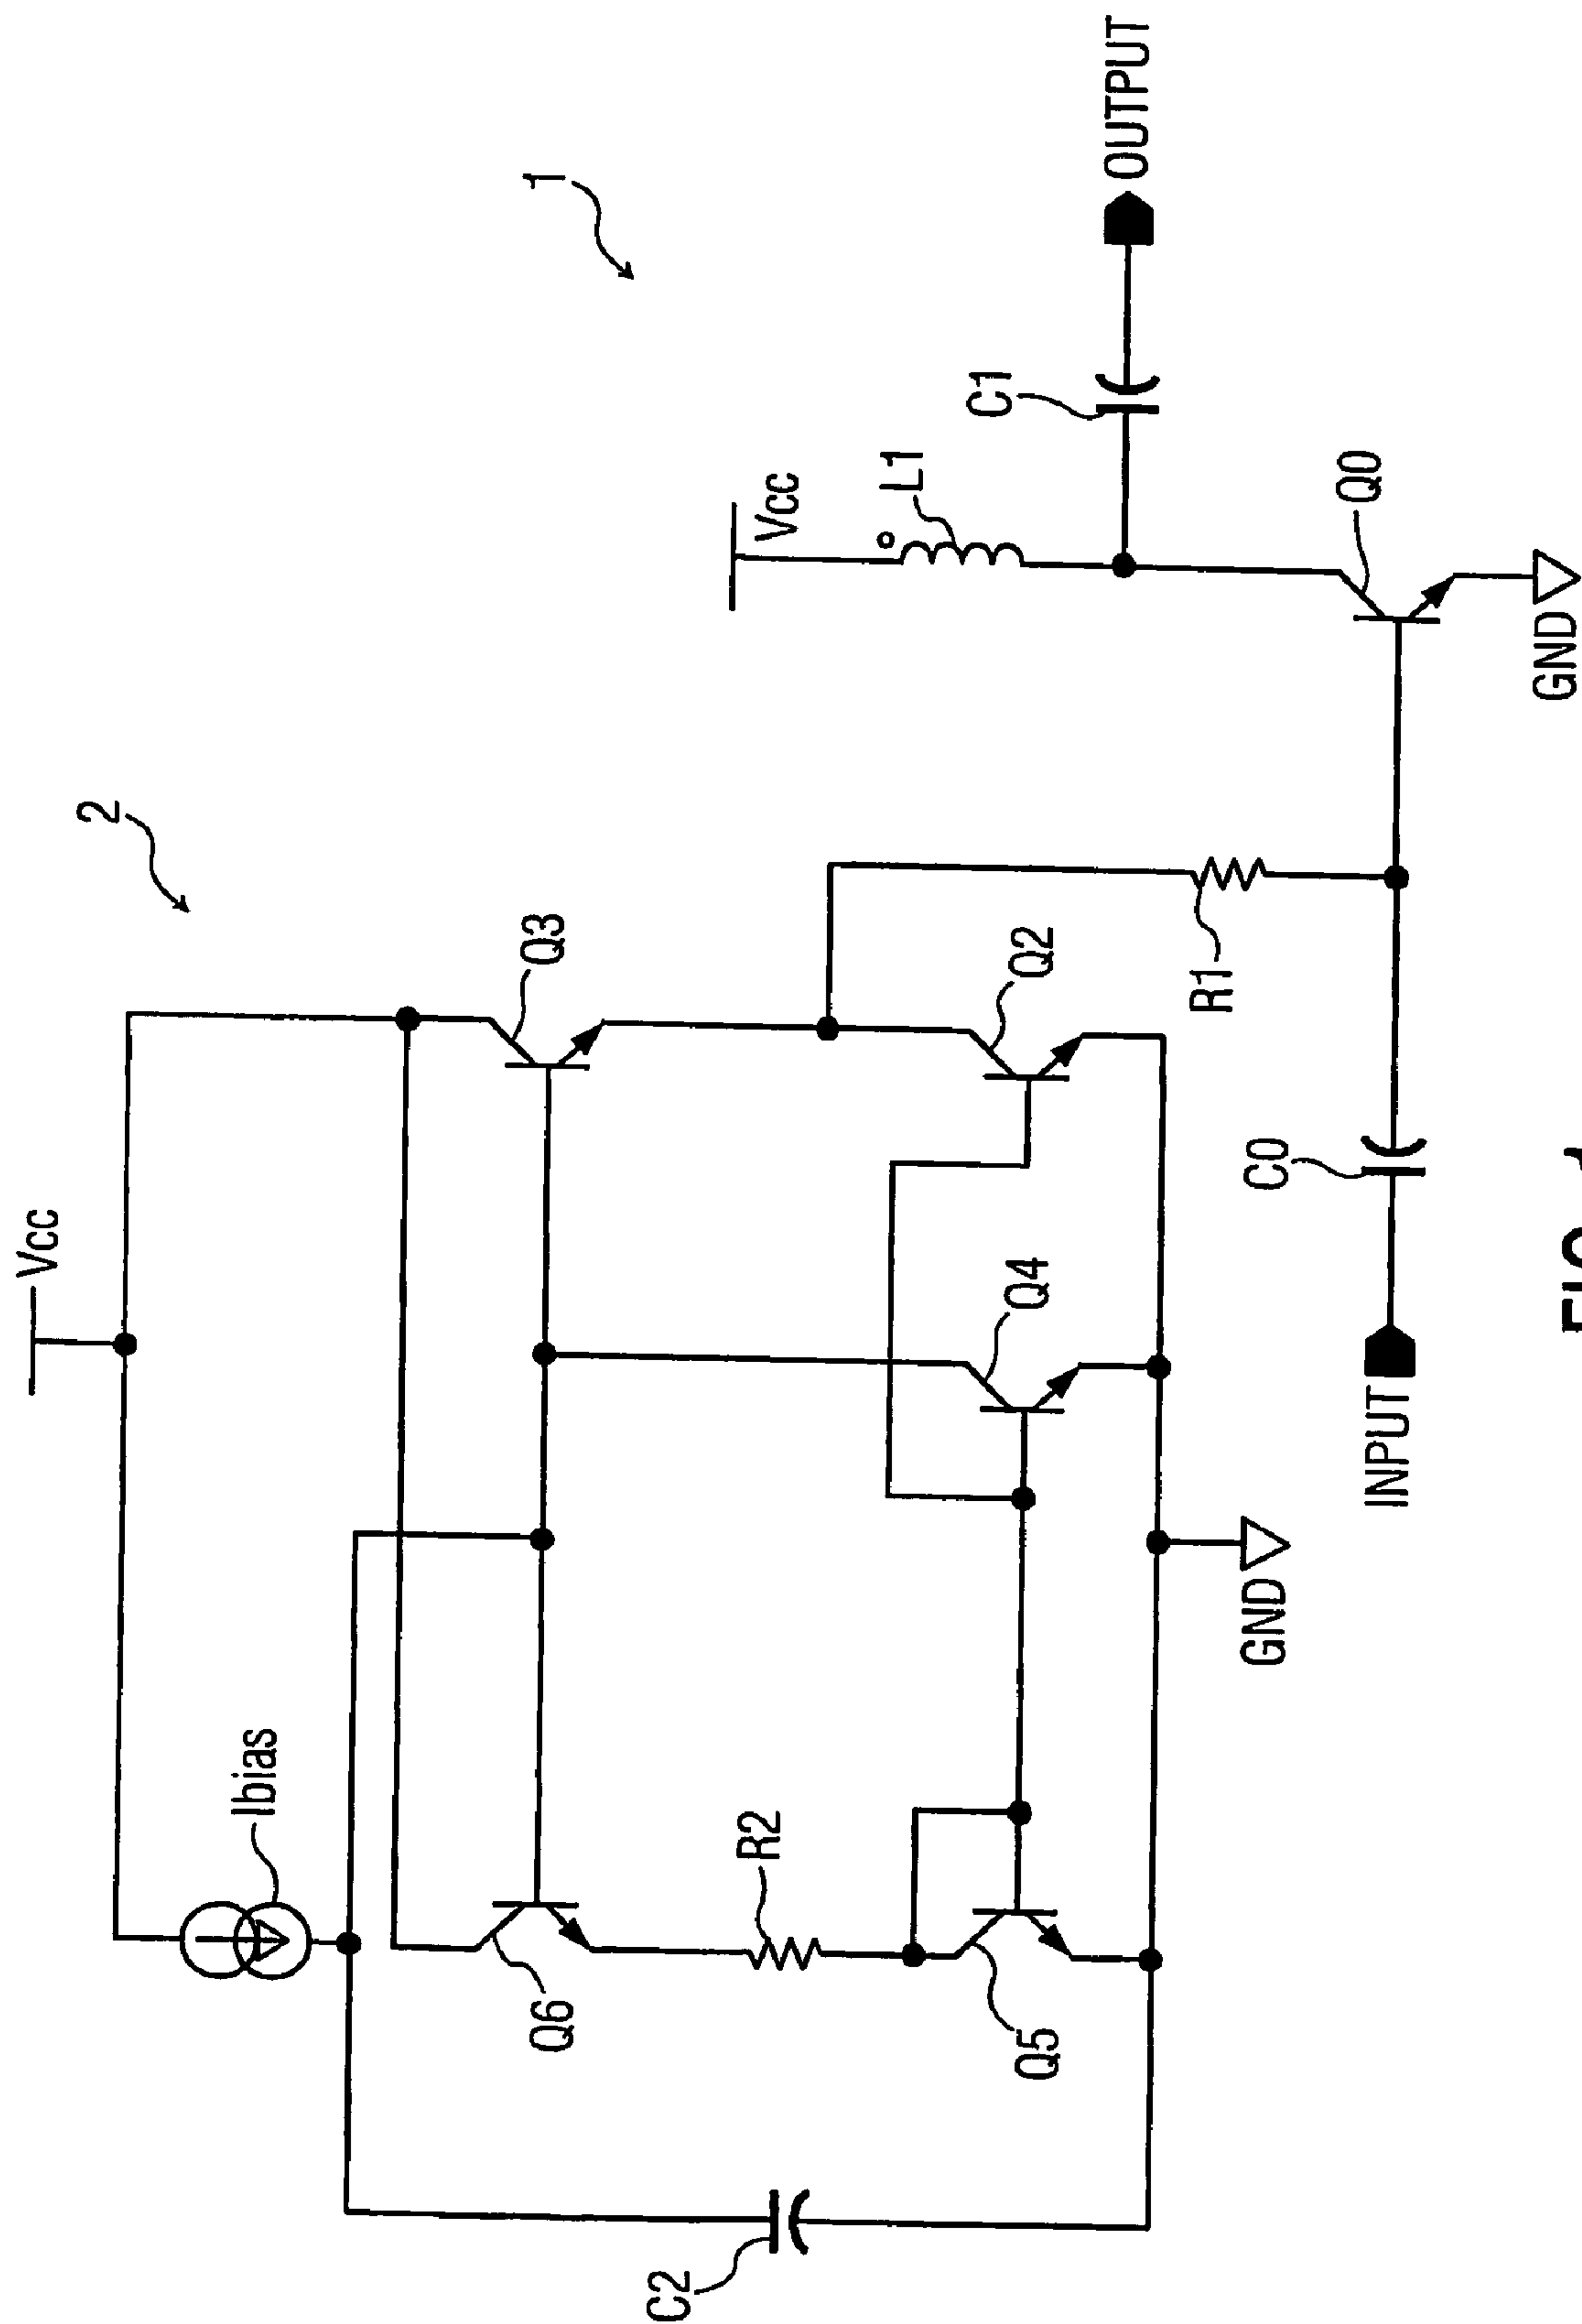 Vcc
2
1
Ibias
Q6
R2
Q3
Vcc
C2
L1
C1
OUTPUT
Q5
Q4
Q2
R1
GND
C0
Q0
INPUT
GND